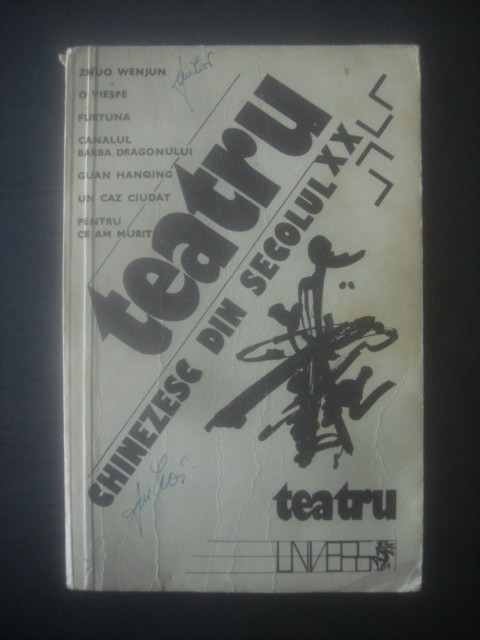 ZHUO WENJUN
O VIESPE
FURTUNA
CANALUL
BARBA DRAGONULUI
GUAN HANQING
UN CAZ CIUDAT
PENTRU
CE AM MURIT
teatru
CHINEZESC DIN SECOLUL XX
teatru
UNIVERS